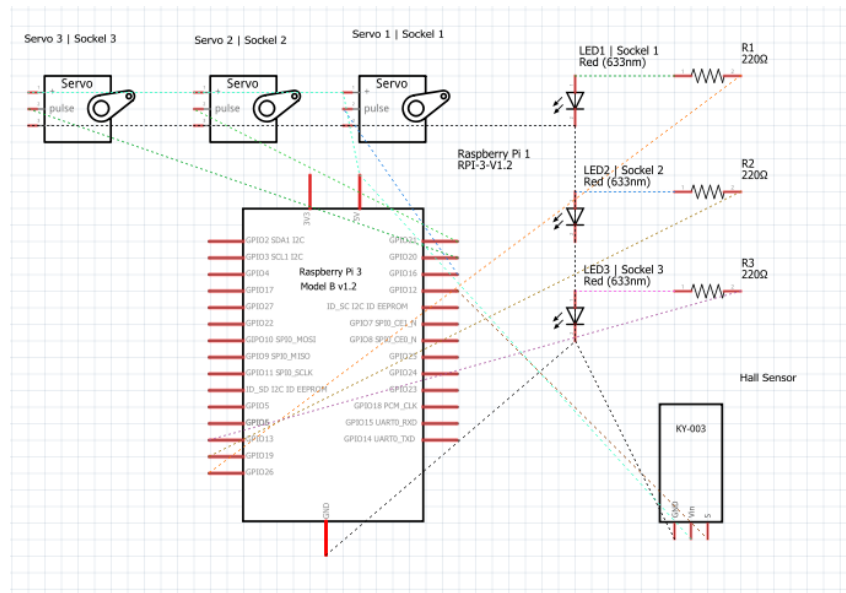 Servo 3 | Sockel 3
Servo 2 | Sockel 2
Servo 1 | Sockel 1
Servo
+
pulse
-
Servo
+
pulse
-
Servo
+
pulse
-
LED1 | Sockel 1
Red (633nm)
R1
220Ω
Raspberry Pi 1
RPI-3-V1.2
LED2 | Sockel 2
Red (633nm)
R2
220Ω
LED3 | Sockel 3
Red (633nm)
R3
220Ω
3V3
5V
Raspberry Pi 3
Model B v1.2
GPIO2 SDA1 I2C
GPIO3 SCL1 I2C
GPIO4
GPIO17
GPIO27
GPIO22
GPIO10 SPI0_MOSI
GPIO9 SPI0_MISO
GPIO11 SPI0_SCLK
ID_SD I2C ID EEPROM
GPIO5
GPIO6
GPIO13
GPIO19
GPIO26
GPIO21
GPIO20
GPIO16
GPIO12
ID_SC I2C ID EEPROM
GPIO7 SPI0_CE1_N
GPIO8 SPI0_CE0_N
GPIO25
GPIO24
GPIO23
GPIO18 PCM_CLK
GPIO15 UART0_RXD
GPIO14 UART0_TXD
GND
Hall Sensor
KY-003
GND
Vin
S